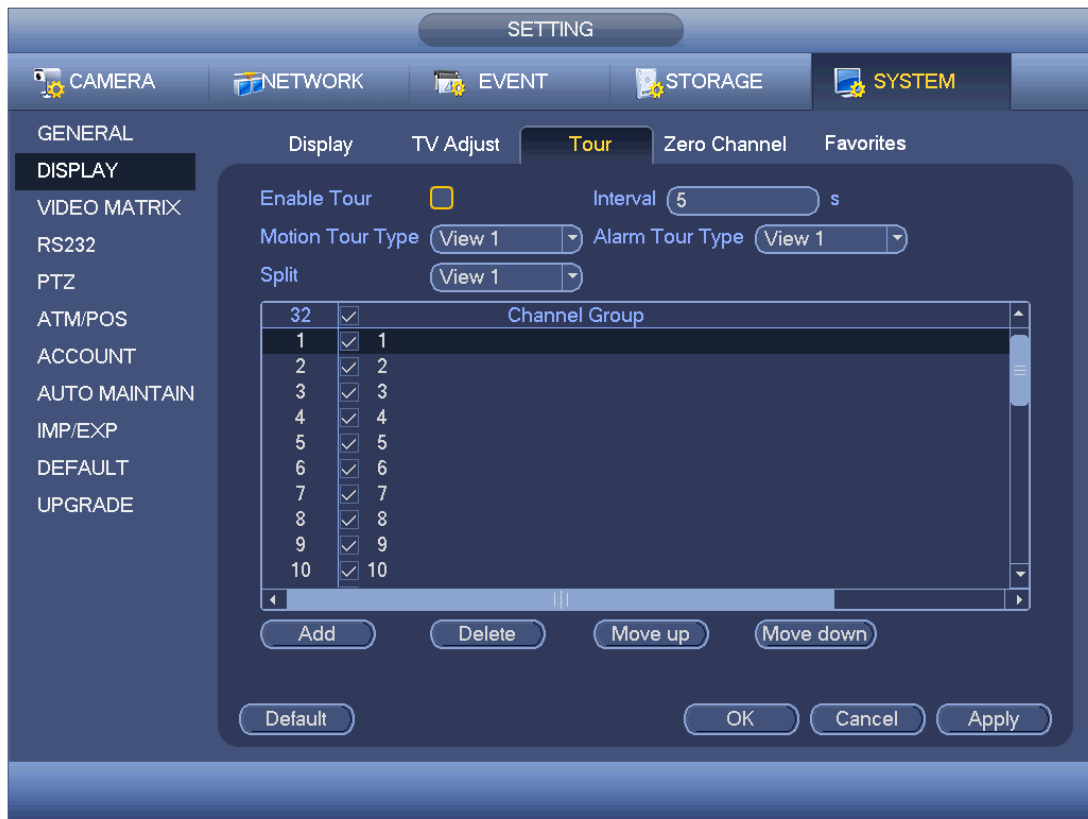 SETTING
CAMERA NETWORK EVENT STORAGE SYSTEM
GENERAL
DISPLAY
VIDEO MATRIX
RS232
PTZ
ATM/POS
ACCOUNT
AUTO MAINTAIN
IMP/EXP
DEFAULT
UPGRADE
Display TV Adjust Tour Zero Channel Favorites
Enable Tour Interval 5 s
Motion Tour Type View 1 Alarm Tour Type View 1
Split View 1
32 Channel Group
1 1
2 2
3 3
4 4
5 5
6 6
7 7
8 8
9 9
10 10
Add Delete Move up Move down
Default OK Cancel Apply